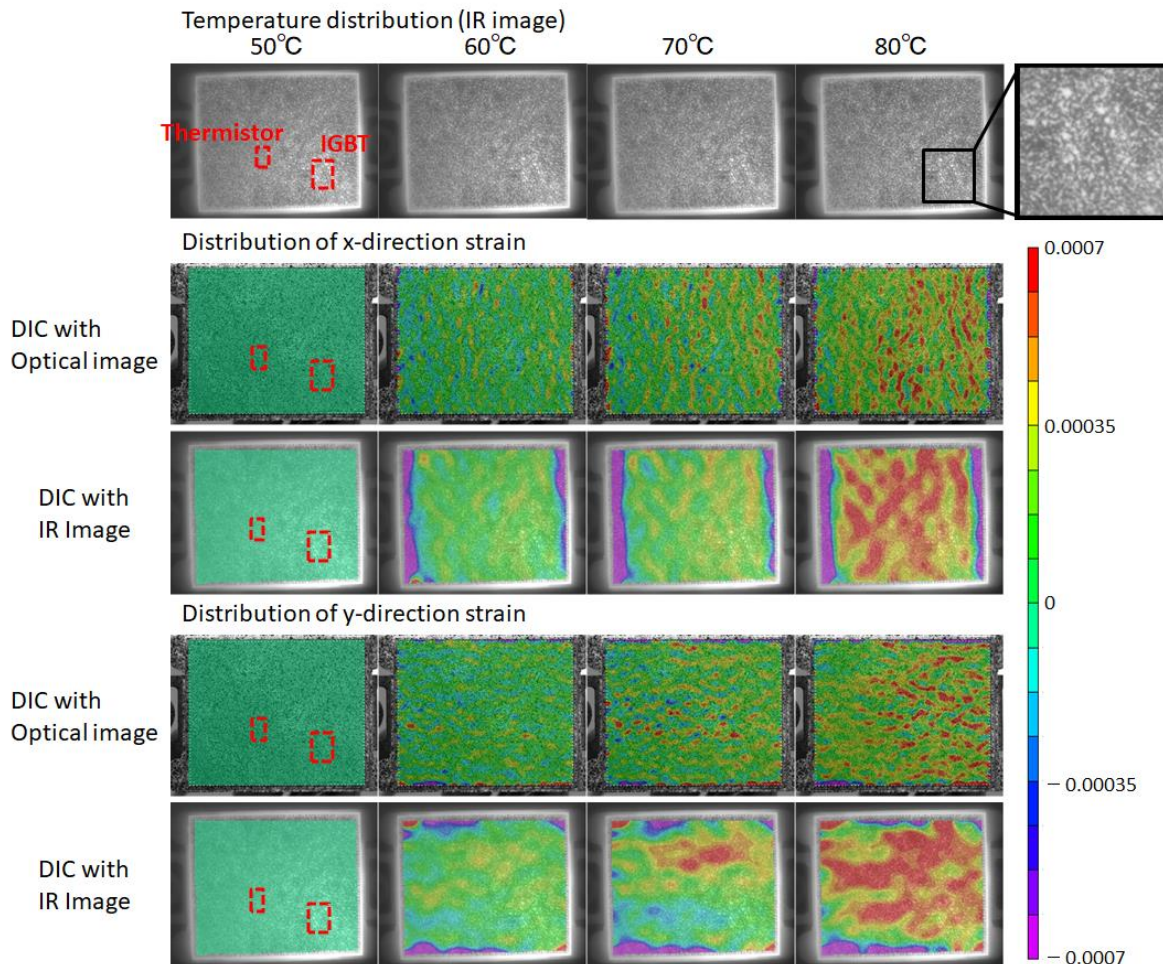 Temperature distribution (IR image)
50℃ 60℃ 70℃ 80℃
Thermistor
IGBT
Distribution of x-direction strain
0.0007
DIC with
Optical image
0.00035
DIC with
IR Image
0
Distribution of y-direction strain
DIC with
Optical image
－0.00035
DIC with
IR Image
－0.0007